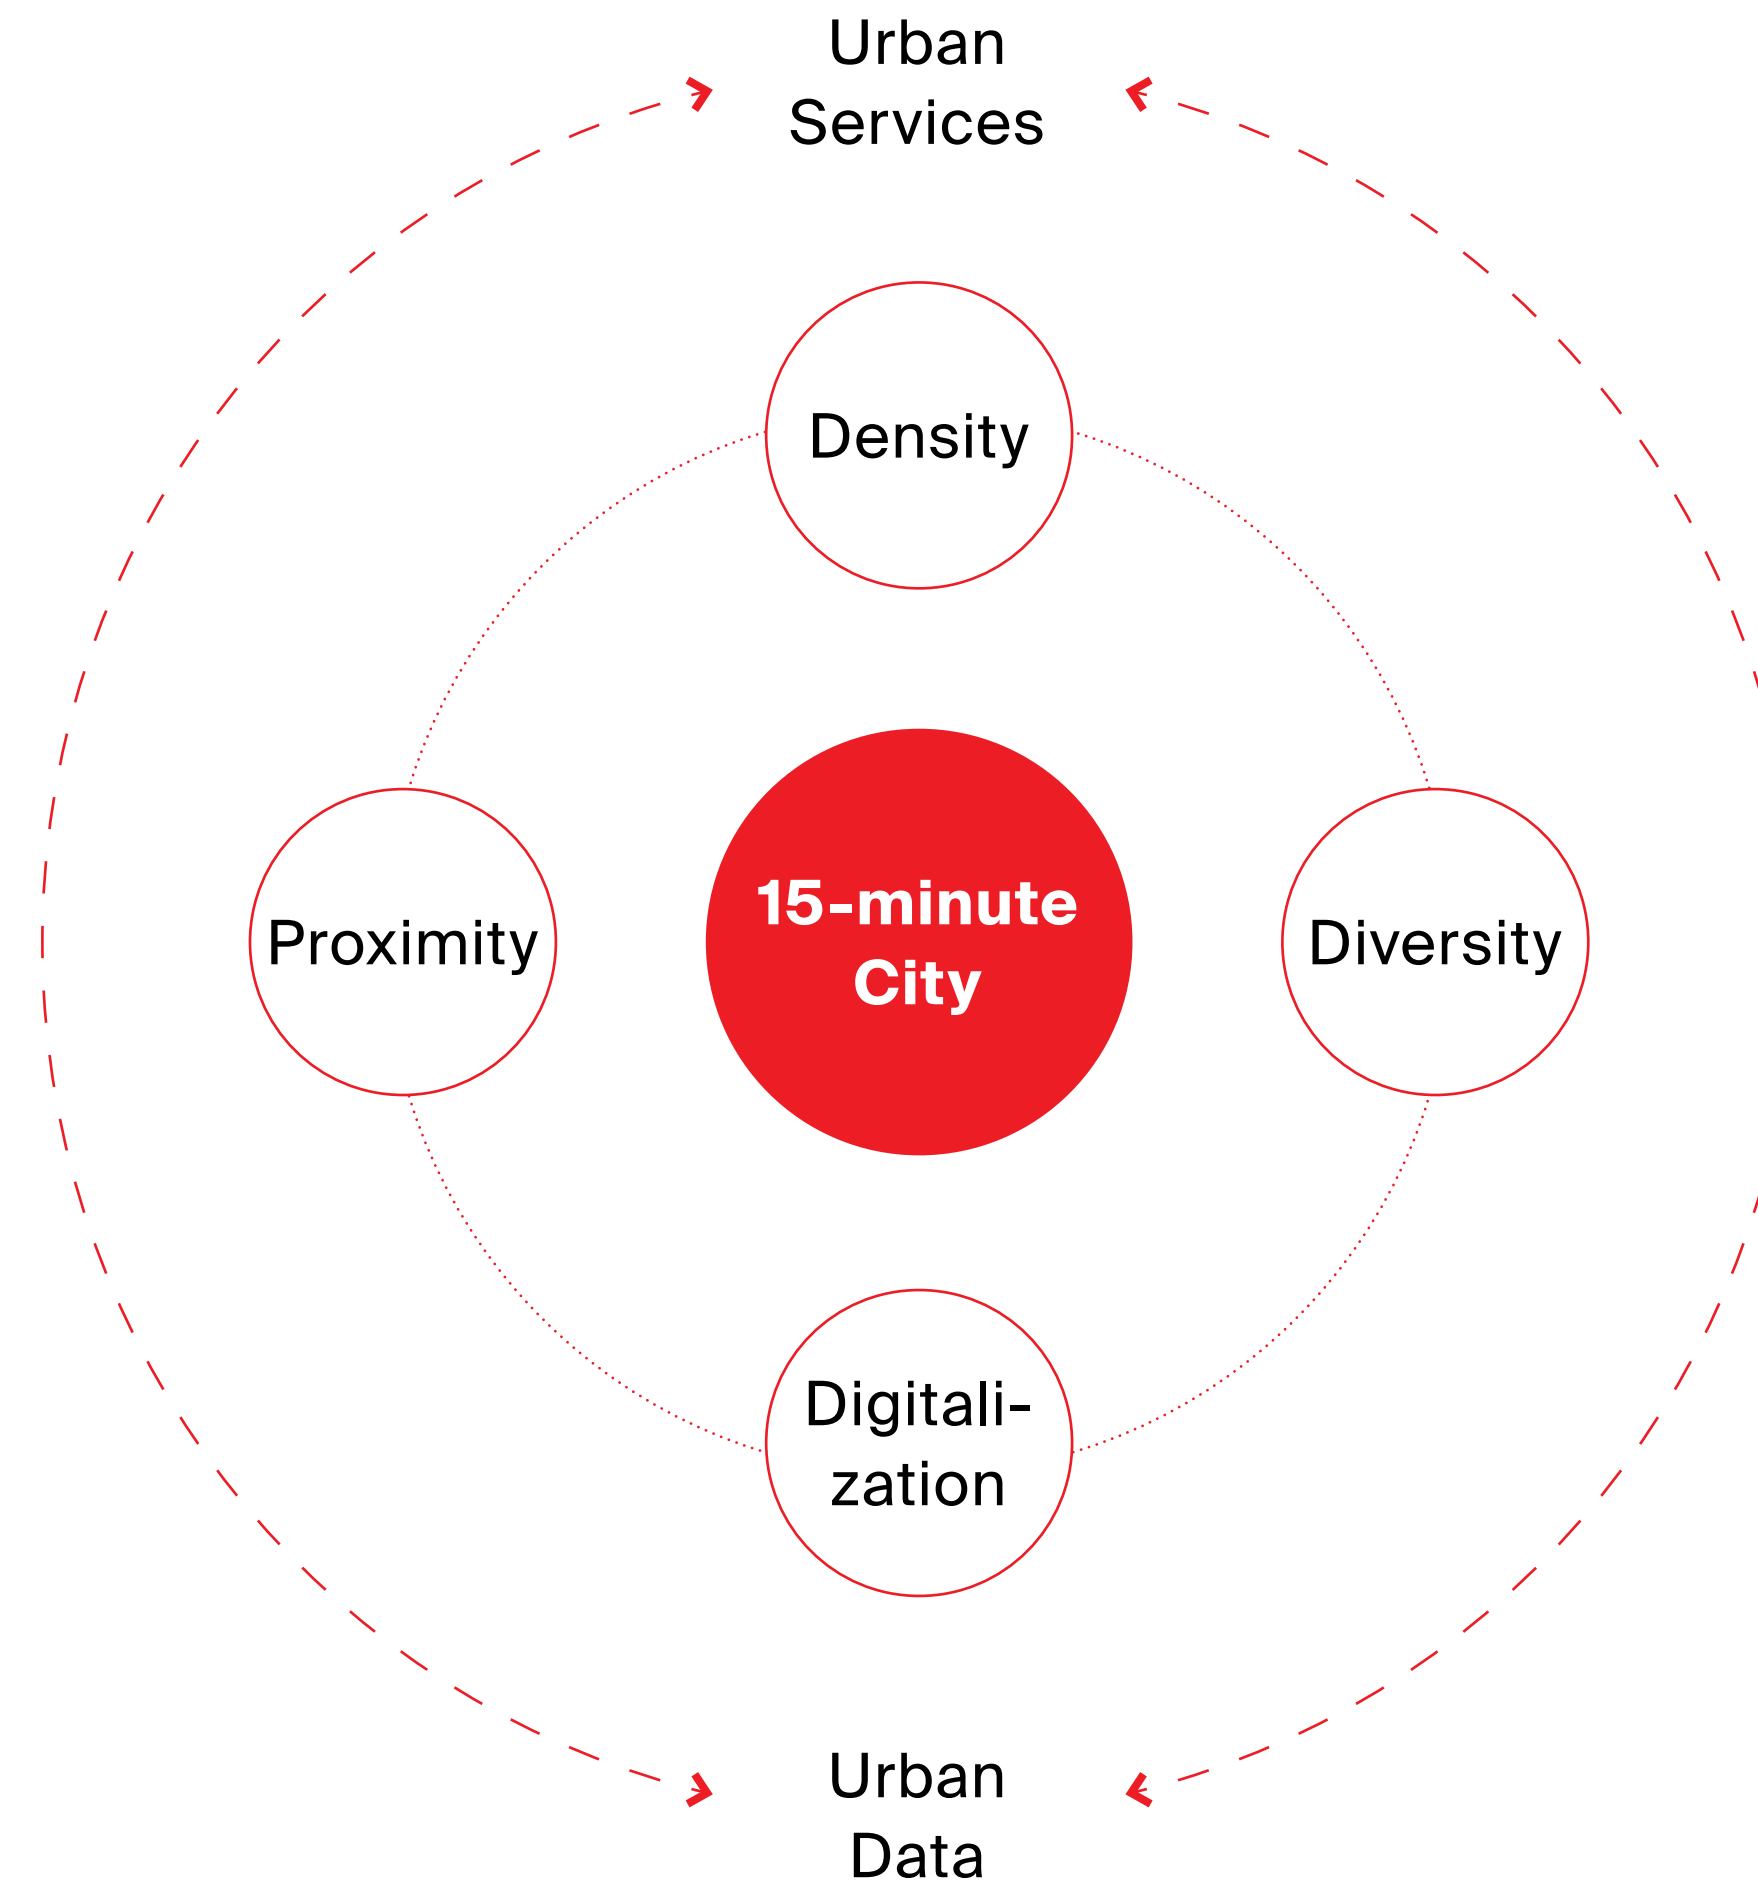 Urban
Services
Density
Proximity
15-minute
City
Diversity
Digitali-
zation
Urban
Data